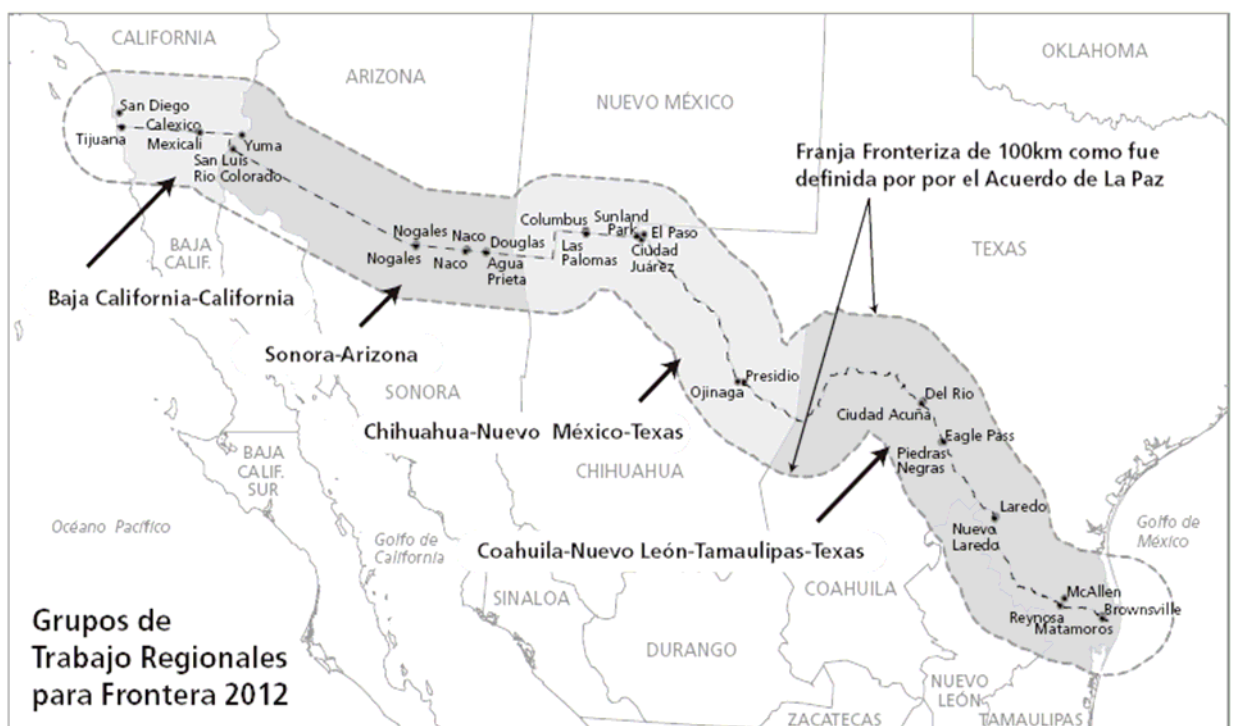 CALIFORNIA
ARIZONA
NUEVO MÉXICO
OKLAHOMA
San Diego
Tijuana
Calexico
Mexicali
Yuma
San Luis
Rio Colorado
Franja Fronteriza de 100km como fue
definida por por el Acuerdo de La Paz
BAJA
CALIF.
Nogales
Nogales
Naco
Naco
Douglas
Agua
Prieta
Columbus
Las
Palomas
Sunland
Park
El Paso
Ciudad
Juárez
TEXAS
Baja California-California
Sonora-Arizona
SONORA
Ojinaga
Presidio
Chihuahua-Nuevo México-Texas
Del Rio
Ciudad Acuña
Eagle Pass
Piedras
Negras
BAJA
CALIF.
SUR
CHIHUAHUA
Océano Pacífico
Golfo de
California
Laredo
Nuevo
Laredo
Golfo de
México
Coahuila-Nuevo León-Tamaulipas-Texas
SINALOA
COAHUILA
McAllen
Reynosa
Brownsville
Matamoros
DURANGO
NUEVO
LEÓN
ZACATECAS
TAMAULIPAS
Grupos de
Trabajo Regionales
para Frontera 2012